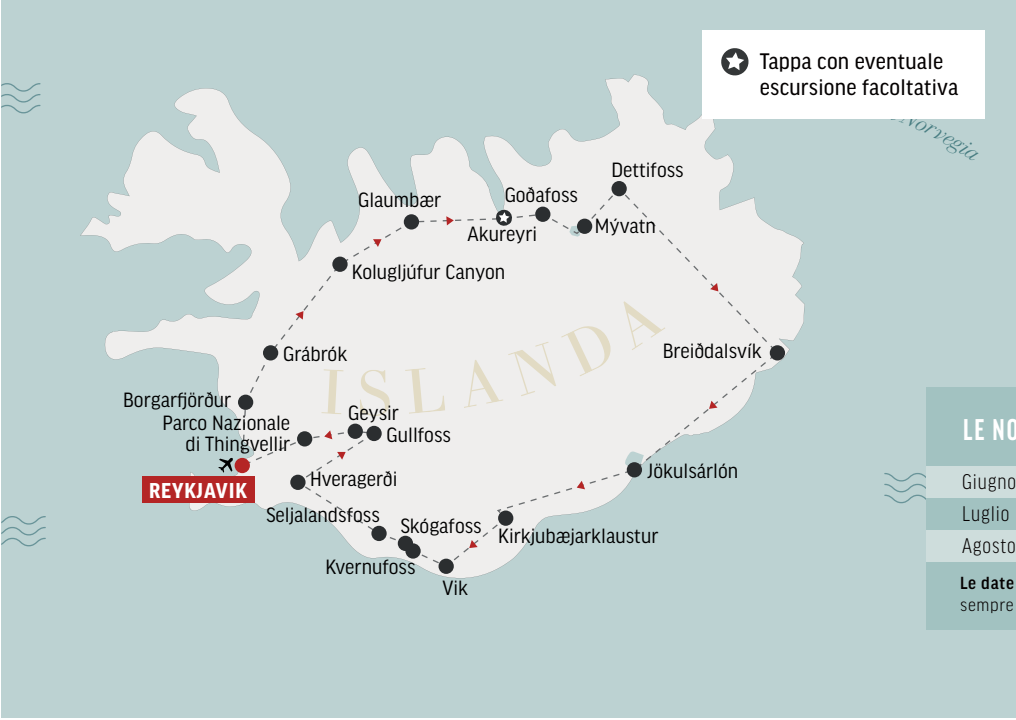 Tappa con eventuale
escursione facoltativa
Norvegia
Dettifoss
Glaumbær
Goðafoss
Akureyri
Mývatn
Kolugljúfur Canyon
ISLANDA
Grábrók
Breiðdalsvík
Borgarfjörður
Parco Nazionale
di Thingvellir
Geysir
Gullfoss
REYKJAVIK
Hveragerði
Jökulsárlón
Seljalandsfoss
Skógafoss
Kirkjubæjarklaustur
Kvernufoss
Vik
LE NO
Giugno
Luglio
Agosto
Le date
sempre